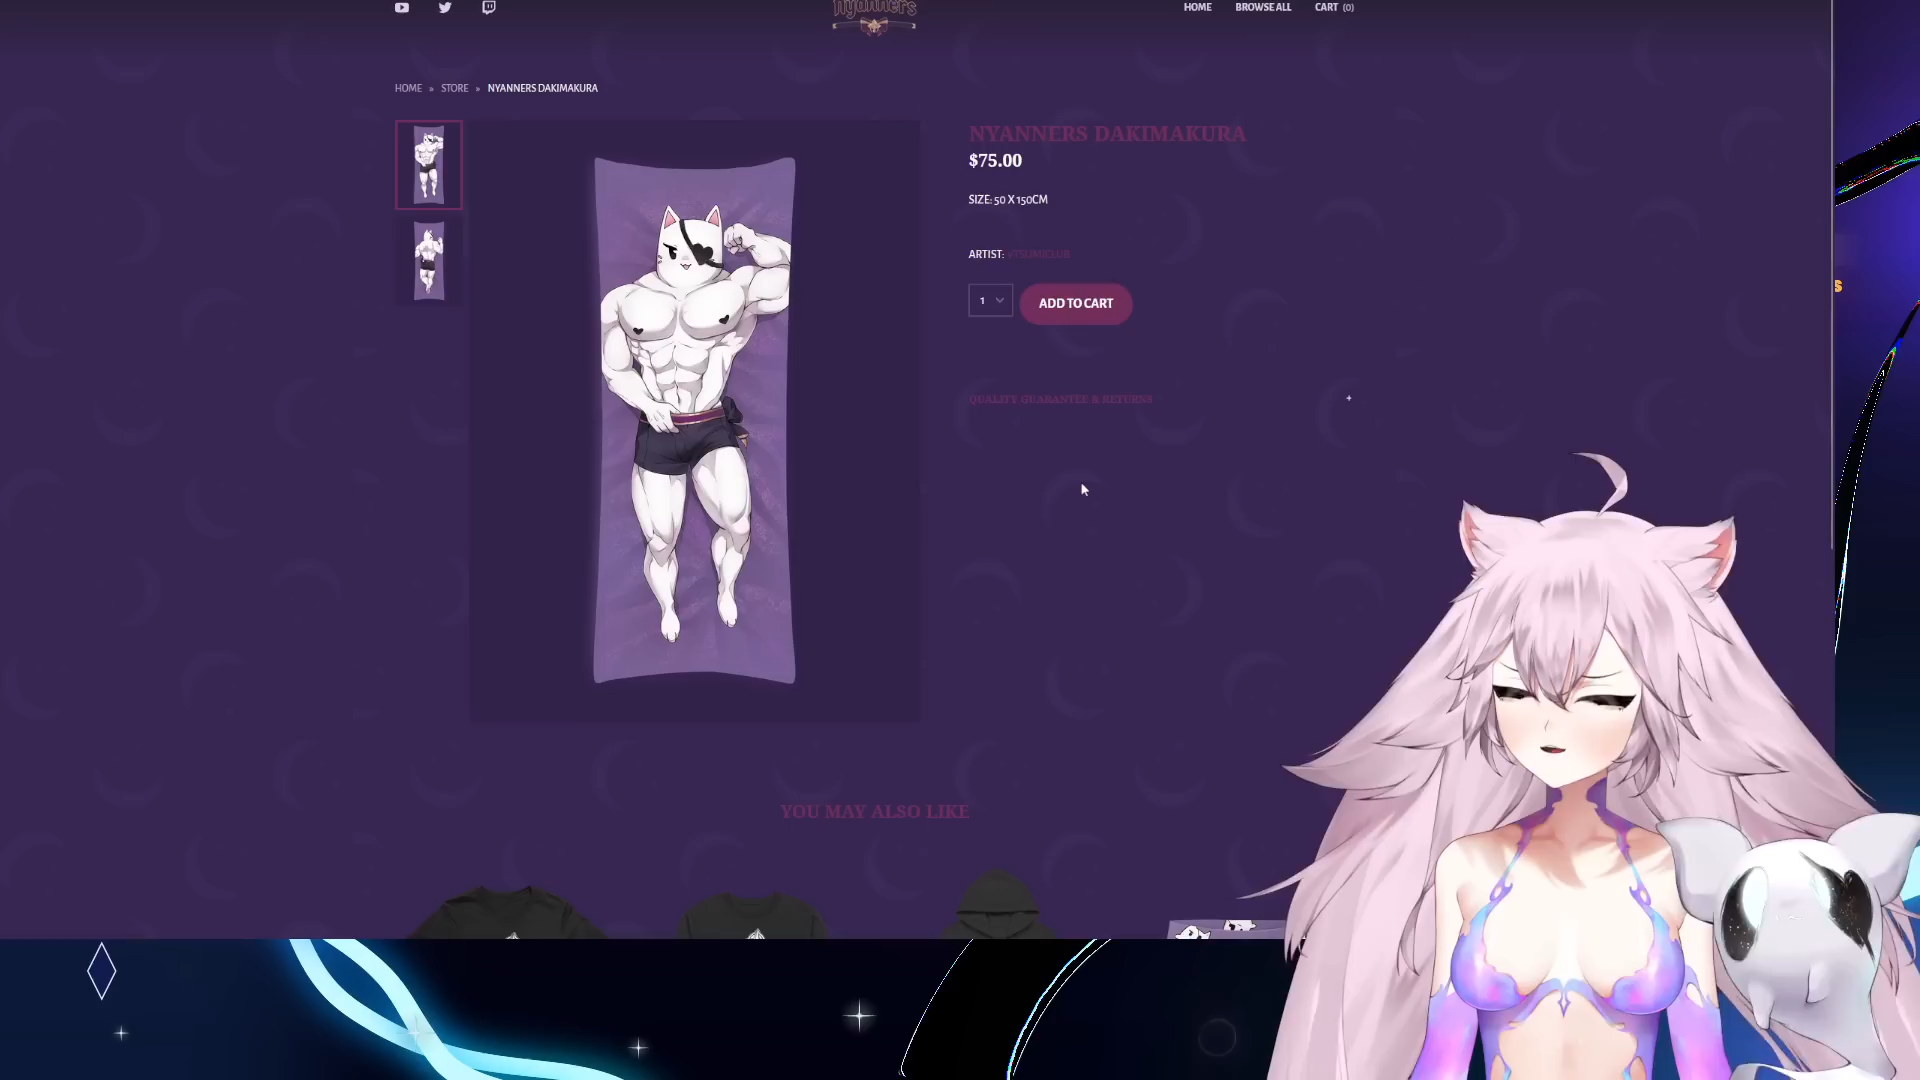 nyanners
HOME
BROWSE ALL
CART (0)
HOME » STORE » NYANNERS DAKIMAKURA
NYANNERS DAKIMAKURA
$75.00
SIZE: 50 X 150CM
ARTIST:
1
ADD TO CART
QUALITY GUARANTEE & RETURNS
YOU MAY ALSO LIKE
S